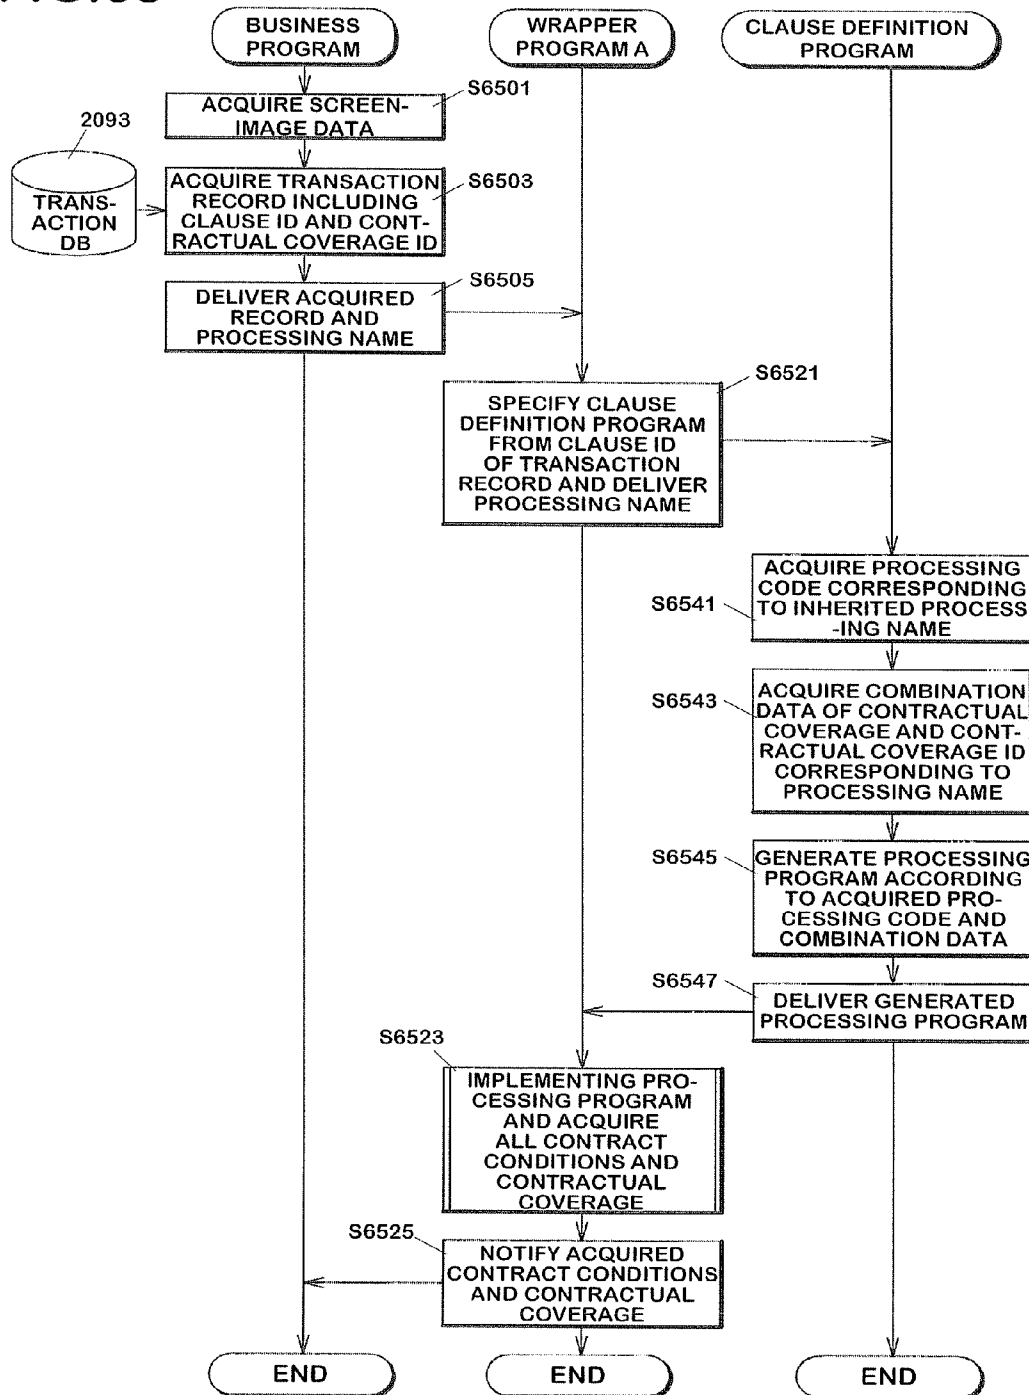 BUSINESS
PROGRAM
WRAPPER
PROGRAM A
CLAUSE DEFINITION
PROGRAM
S6501
ACQUIRE SCREEN-
IMAGE DATA
2093
TRANS-
ACTION
DB
S6503
ACQUIRE TRANSACTION
RECORD INCLUDING
CLAUSE ID AND CONT-
RACTUAL COVERAGE ID
S6505
DELIVER ACQUIRED
RECORD AND
PROCESSING NAME
S6521
SPECIFY CLAUSE
DEFINITION PROGRAM
FROM CLAUSE ID
OF TRANSACTION
RECORD AND DELIVER
PROCESSING NAME
S6541
ACQUIRE PROCESSING
CODE CORRESPONDING
TO INHERITED PROCESS
-ING NAME
S6543
ACQUIRE COMBINATION
DATA OF CONTRACTUAL
COVERAGE AND CONT-
RACTUAL COVERAGE ID
CORRESPONDING TO
PROCESSING NAME
S6545
GENERATE PROCESSING
PROGRAM ACCORDING
TO ACQUIRED PRO-
CESSING CODE AND
COMBINATION DATA
S6547
DELIVER GENERATED
PROCESSING PROGRAM
S6523
IMPLEMENTING PRO-
CESSING PROGRAM
AND ACQUIRE
ALL CONTRACT
CONDITIONS AND
CONTRACTUAL
COVERAGE
S6525
NOTIFY ACQUIRED
CONTRACT CONDITIONS
AND CONTRACTUAL
COVERAGE
END
END
END